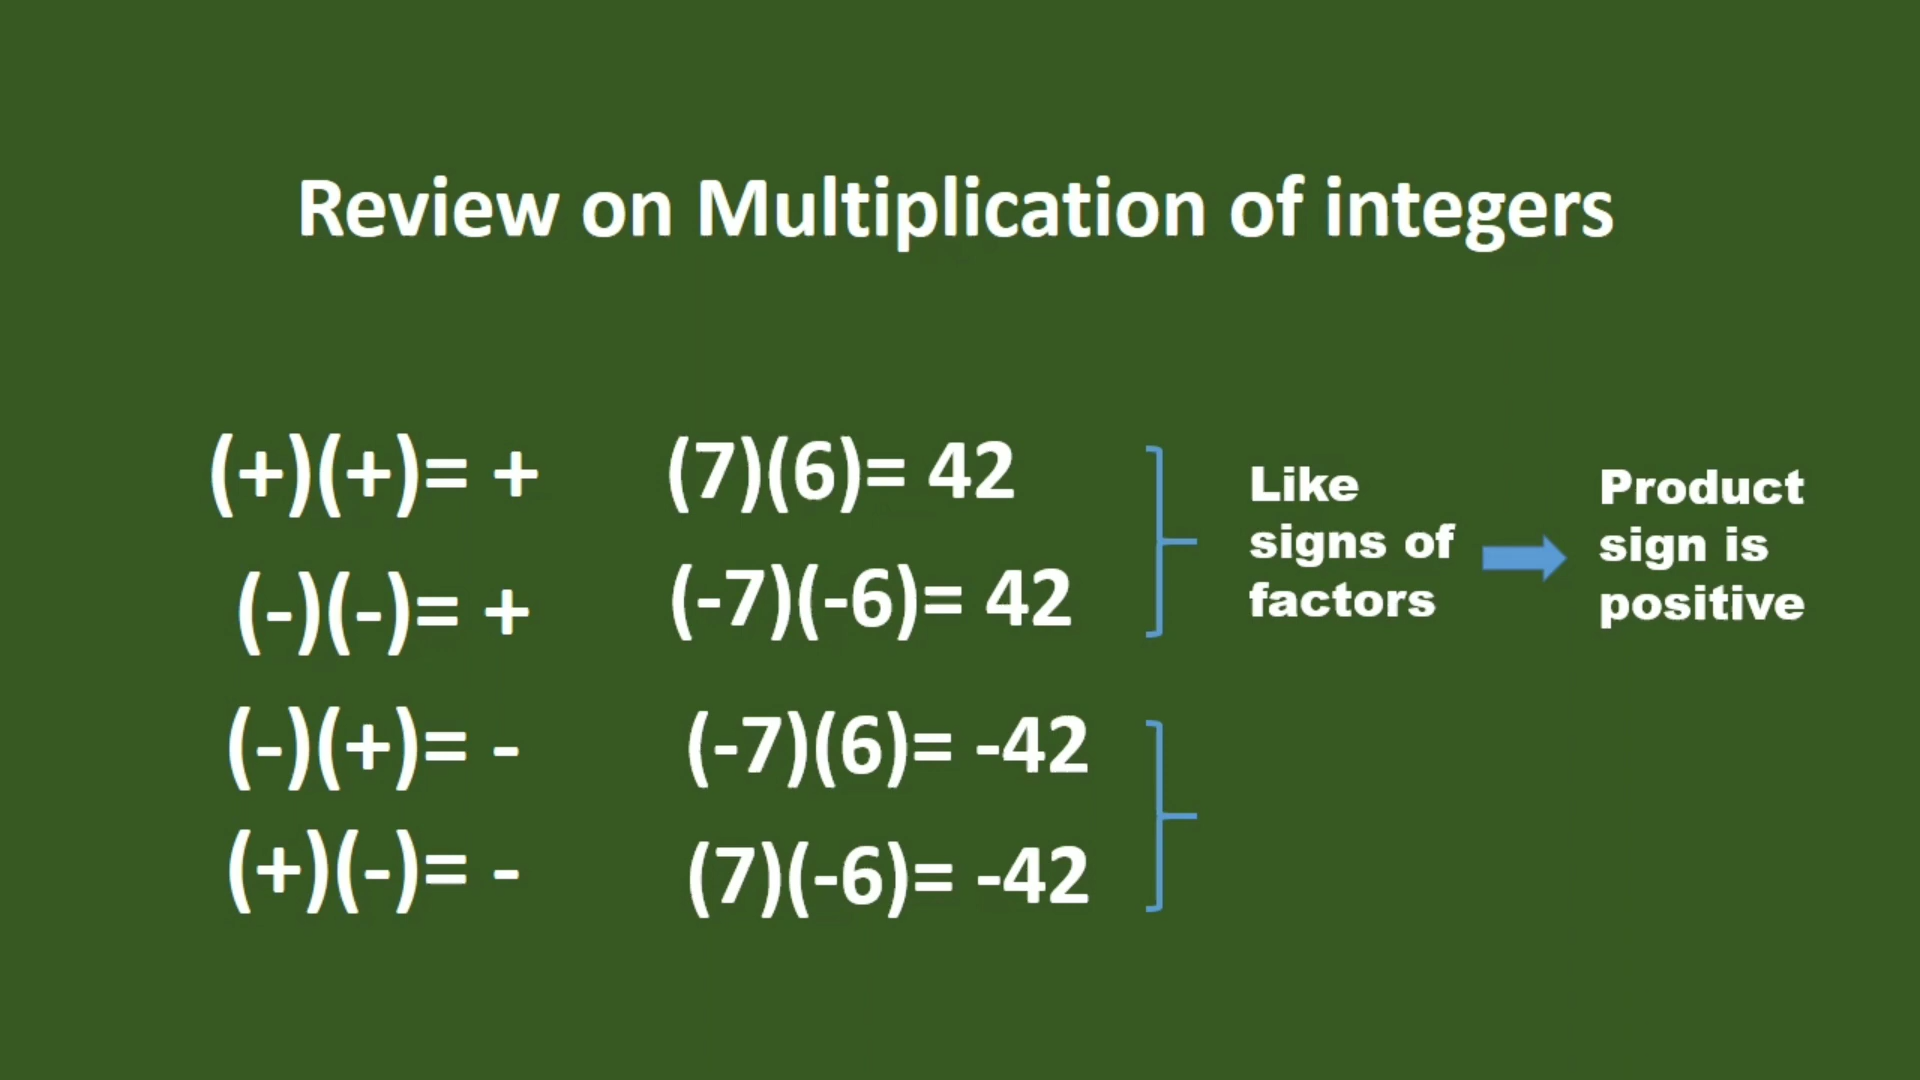 Review on Multiplication of integers
(+)(+)= +
(7)(6)= 42
(-)(-)= +
(-7)(-6)= 42
Like
signs of
factors
Product
sign is
positive
(-)(+)= -
(-7)(6)= -42
(+)(-)= -
(7)(-6)= -42